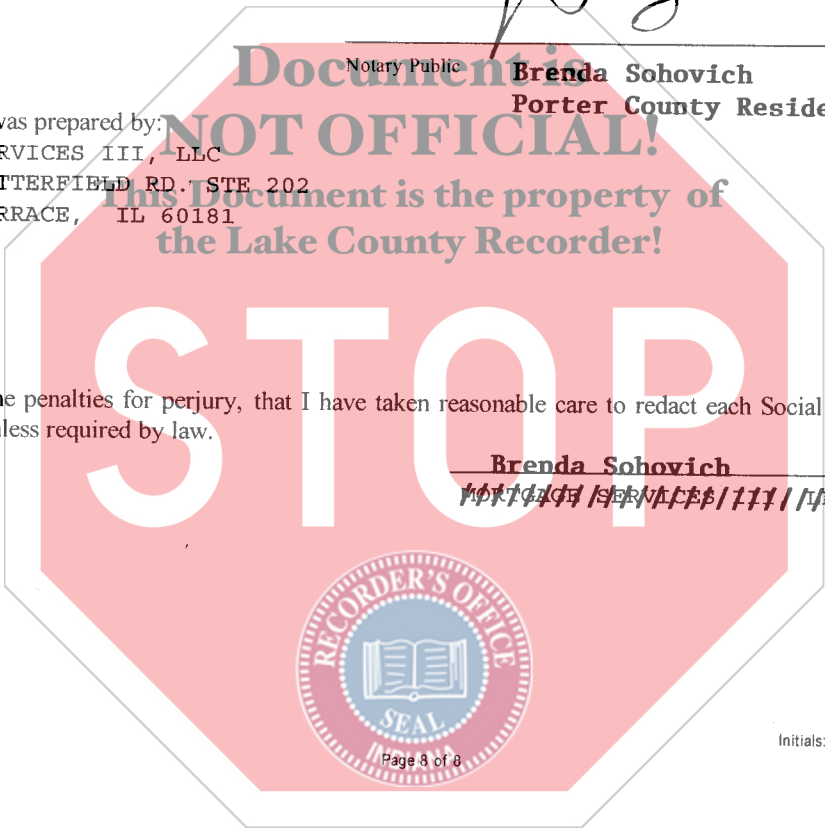 Notary Public
Brenda Sohovich
Porter County Reside
Document is
NOT OFFICIAL!
This Document is the property of
the Lake County Recorder!
was prepared by:
RVICES III, LLC
TTERFIELD RD. STE 202
RRACE, IL 60181
STOP
he penalties for perjury, that I have taken reasonable care to redact each Social
nless required by law.
Brenda Sohovich
MORTGAGE SERVICES III
RECORDER'S OFFICE
SEAL
INDIANA
Page 8 of 8
Initials: